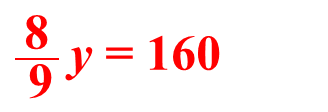 8/9 y = 160